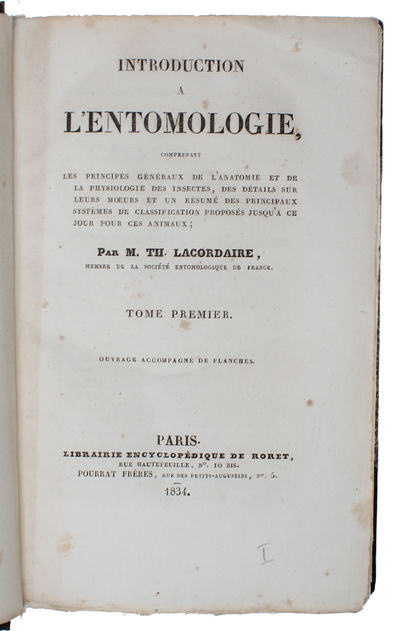 INTRODUCTION
A
L'ENTOMOLOGIE,
COMPRENANT
LES PRINCIPES GÉNÉRAUX DE L'ANATOMIE ET DE
LA PHYSIOLOGIE DES INSECTES, DES DÉTAILS SUR
LEURS MŒURS ET UN RÉSUMÉ DES PRINCIPAUX
SYSTÈMES DE CLASSIFICATION PROPOSÉS JUSQU'A CE
JOUR POUR CES ANIMAUX;
PAR M. TH. LACORDAIRE,
MEMBRE DE LA SOCIÉTÉ ENTOMOLOGIQUE DE FRANCE.
TOME PREMIER.
OUVRAGE ACCOMPAGNÉ DE PLANCHES.
PARIS.
LIBRAIRIE ENCYCLOPÉDIQUE DE RORET,
RUE HAUTEFEUILLE, N°. 10 BIS.
POURRAT FRÈRES, RUE DES PETITS-AUGUSTINS, N°. 5.
1834.
I